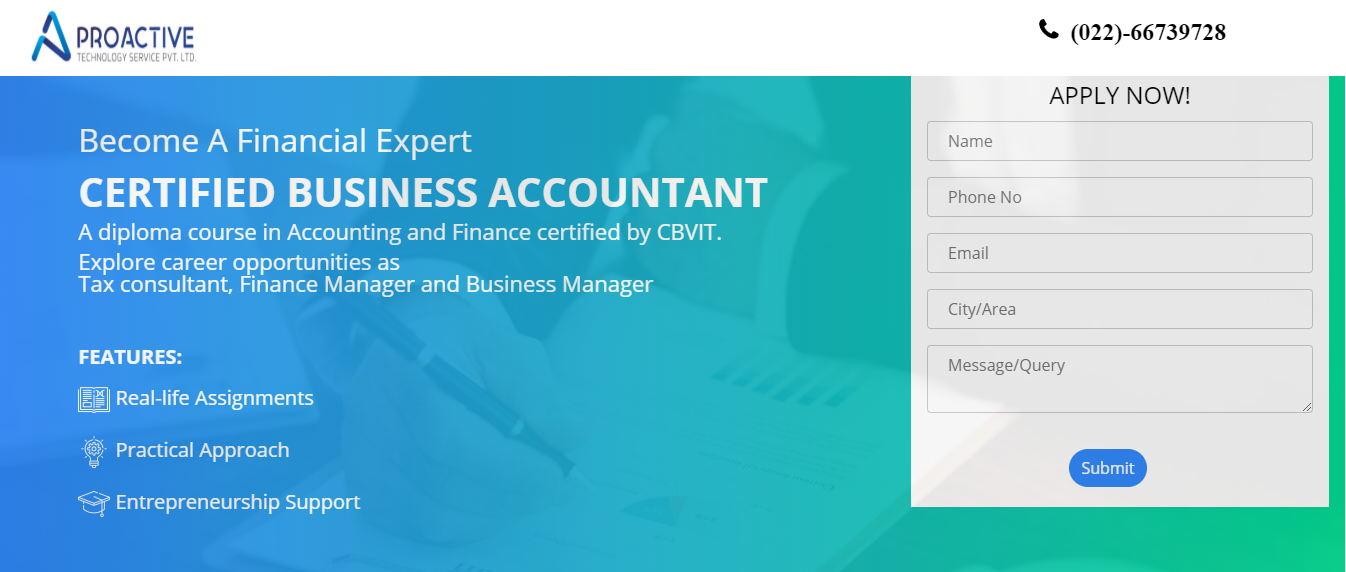 PROACTIVE
TECHNOLOGY SERVICE PVT. LTD.
(022)-66739728
Become A Financial Expert
CERTIFIED BUSINESS ACCOUNTANT
A diploma course in Accounting and Finance certified by CBVIT.
Explore career opportunities as
Tax consultant, Finance Manager and Business Manager
FEATURES:
Real-life Assignments
Practical Approach
Entrepreneurship Support
APPLY NOW!
Name
Phone No
Email
City/Area
Message/Query
Submit